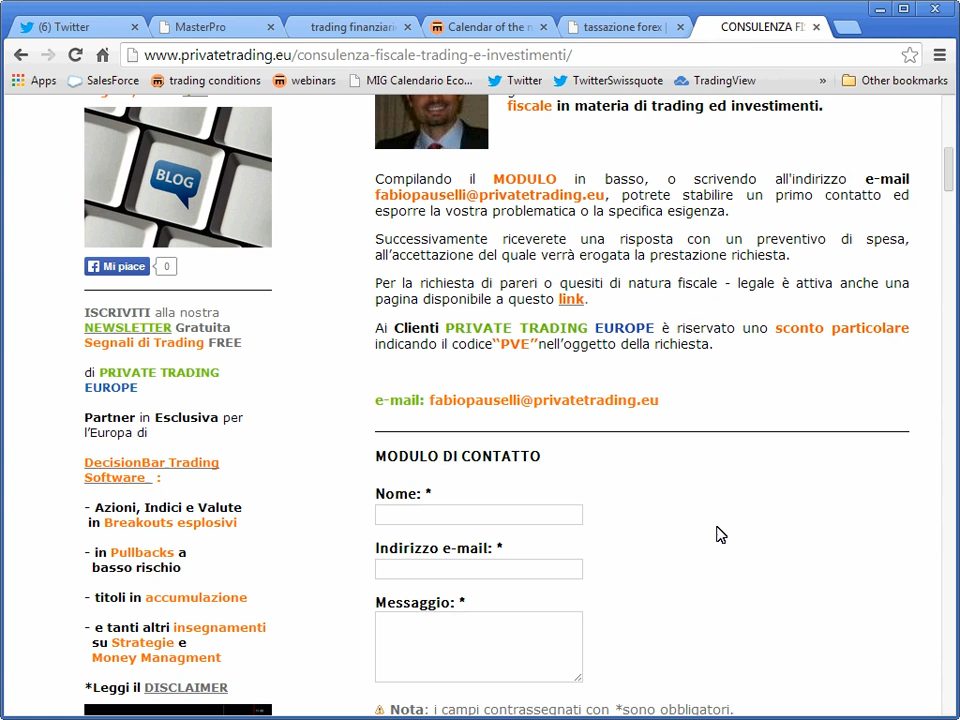 (6) Twitter
MasterPro
trading finanziari
Calendar of the n
tassazione forex |
CONSULENZA FI
www.privatetrading.eu/consulenza-fiscale-trading-e-investimenti/
Apps
SalesForce
trading conditions
webinars
MIG Calendario Eco...
Twitter
TwitterSwissquote
TradingView
»
Other bookmarks
BLOG
Mi piace
0
ISCRIVITI alla nostra
NEWSLETTER Gratuita
Segnali di Trading FREE
di PRIVATE TRADING
EUROPE
Partner in Esclusiva per
l'Europa di
DecisionBar Trading
Software :
- Azioni, Indici e Valute
in Breakouts esplosivi
- in Pullbacks a
basso rischio
- titoli in accumulazione
- e tanti altri insegnamenti
su Strategie e
Money Managment
*Leggi il DISCLAIMER
fiscale in materia di trading ed investimenti.
Compilando il MODULO in basso, o scrivendo all'indirizzo e-mail
fabiopauselli@privatetrading.eu, potrete stabilire un primo contatto ed
esporre la vostra problematica o la specifica esigenza.
Successivamente riceverete una risposta con un preventivo di spesa,
all'accettazione del quale verrà erogata la prestazione richiesta.
Per la richiesta di pareri o quesiti di natura fiscale - legale è attiva anche una
pagina disponibile a questo link.
Ai Clienti PRIVATE TRADING EUROPE è riservato uno sconto particolare
indicando il codice“PVE”nell'oggetto della richiesta.
e-mail: fabiopauselli@privatetrading.eu
MODULO DI CONTATTO
Nome: *
Indirizzo e-mail: *
Messaggio: *
Nota: i campi contrassegnati con *sono obbligatori.